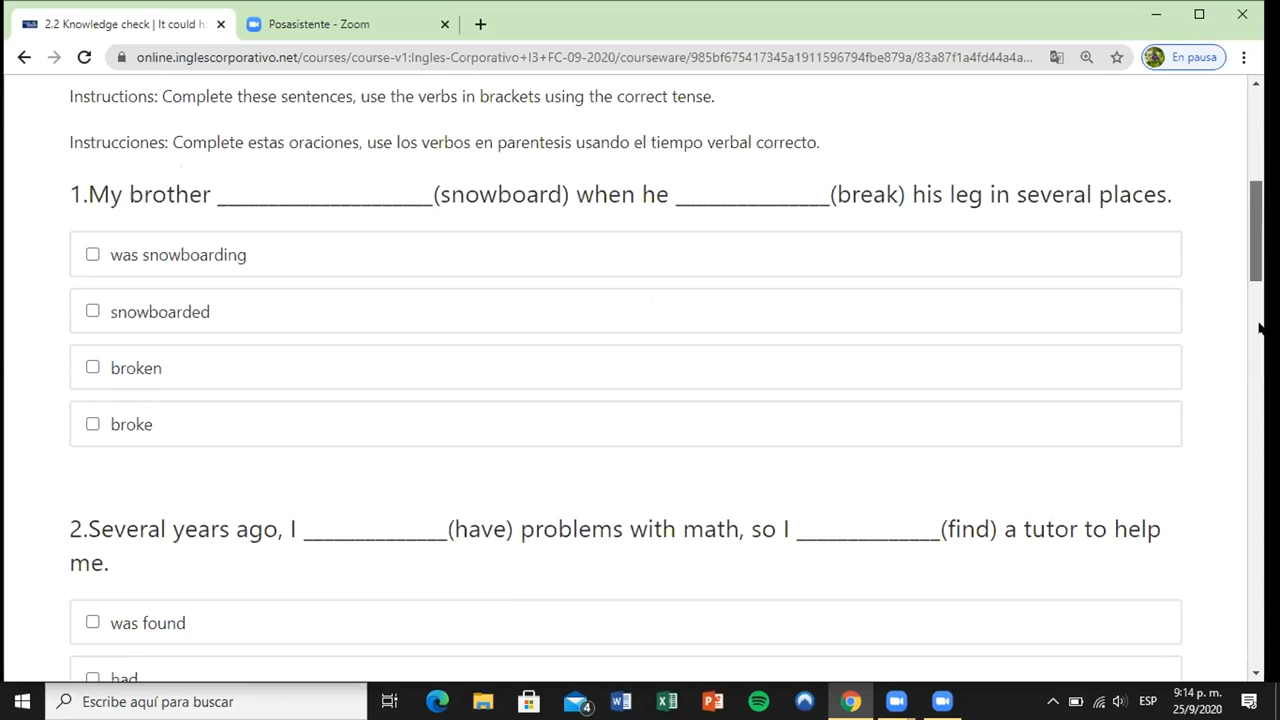 2.2 Knowledge check | It could h
Posasistente - Zoom
online.inglescorporativo.net/courses/course-v1:Ingles-Corporativo+I3+FC-09-2020/courseware/985bf675417345a1911596794fbe879a/83a87f1a4fd44a4a...
En pausa
Instructions: Complete these sentences, use the verbs in brackets using the correct tense.
Instrucciones: Complete estas oraciones, use los verbos en parentesis usando el tiempo verbal correcto.
1.My brother ___________________(snowboard) when he ______________(break) his leg in several places.
was snowboarding
snowboarded
broken
broke
2.Several years ago, I _____________(have) problems with math, so I _____________(find) a tutor to help
me.
was found
had
Escribe aquí para buscar
4
ESP
9:14 p. m.
25/9/2020